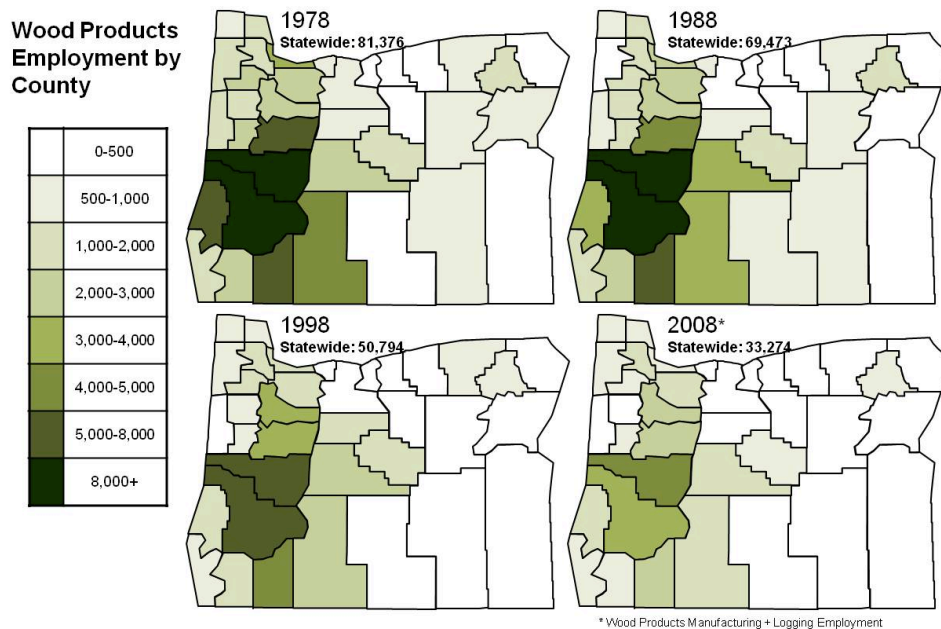 Wood Products
Employment by
County
0-500
500-1,000
1,000-2,000
2,000-3,000
3,000-4,000
4,000-5,000
5,000-8,000
8,000+
1978
Statewide: 81,376
1988
Statewide: 69,473
1998
Statewide: 50,794
2008*
Statewide: 33,274
* Wood Products Manufacturing + Logging Employment